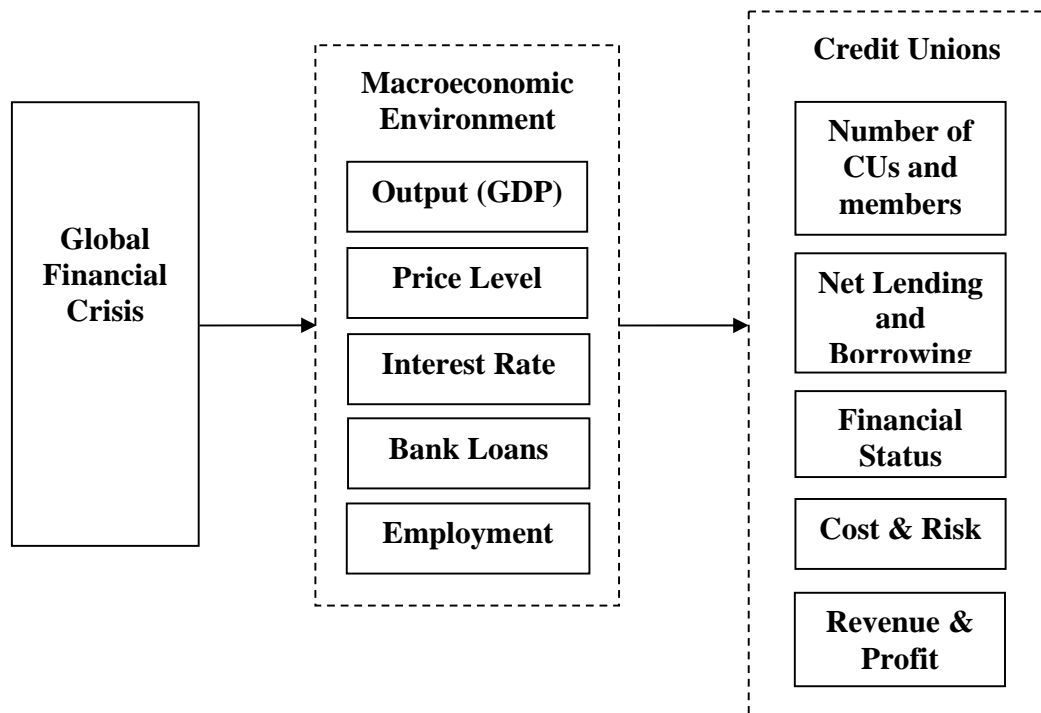 Global
Financial
Crisis
Macroeconomic
Environment
Output (GDP)
Price Level
Interest Rate
Bank Loans
Employment
Credit Unions
Number of
CUs and
members
Net Lending
and
Borrowing
Financial
Status
Cost & Risk
Revenue &
Profit